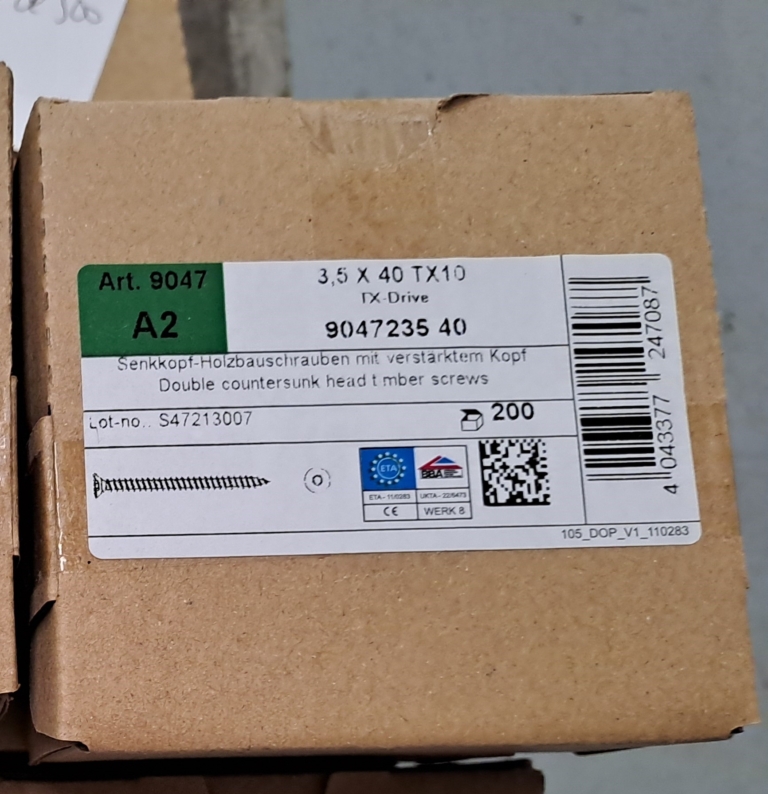 Art. 9047
A2
3,5 X 40 TX10
TX-Drive
9047235 40
Senkkopf-Holzbauschrauben mit verstärktem Kopf
Double countersunk head t mber screws
Lot-no.. S47213007
200
ETA
BBA
ETA - 11/0283
UKTA - 22/6473
CE
WERK 8
105_DOP_V1_110283
4 043377 247087